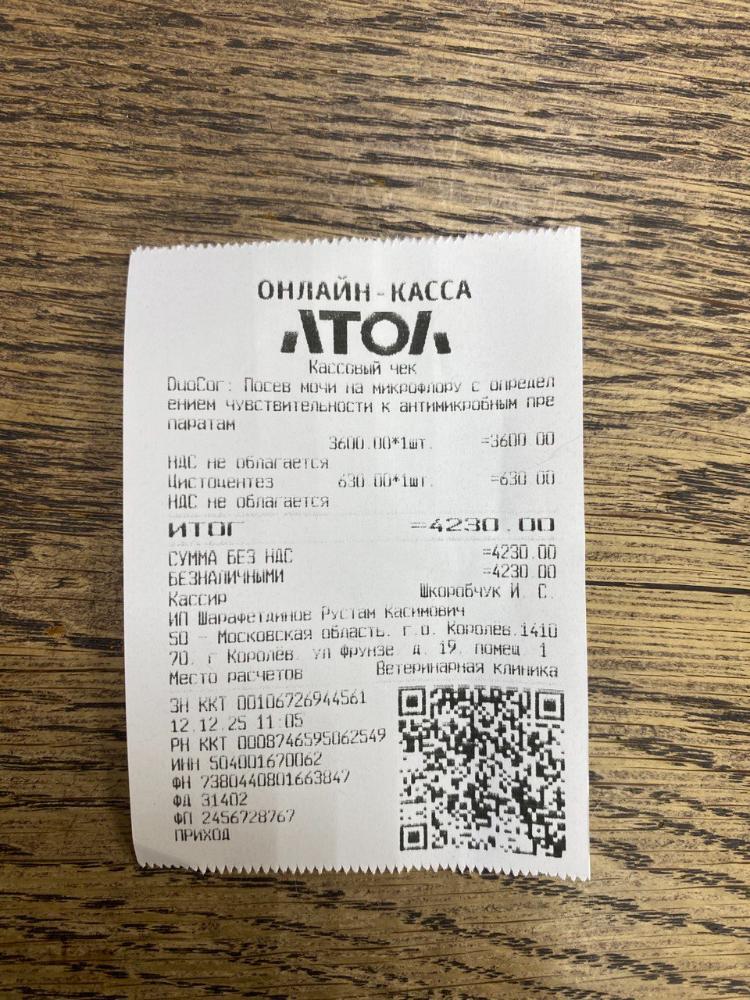 ОНЛАЙН-КАССА
АТОЛ
Кассовый чек
DuoCor: Посев мочи на микрофлору с определ
ением чувствительности к антимикробным пре
паратам
3600.00*1шт. =3600.00
НДС не облагается
Цистоцентез 630.00*1шт. =630.00
НДС не облагается
ИТОГ =4230.00
СУММА БЕЗ НДС =4230.00
БЕЗНАЛИЧНЫМИ =4230.00
Кассир Шкоробчук И. С.
ИП Шарафетдинов Рустам Касимович
50 - Московская область, г.о. Королёв,1410
70, г Королёв, ул Фрунзе, д. 19, помещ. 1
Место расчетов Ветеринарная клиника
ЗН ККТ 00106726944561
12.12.25 11:05
РН ККТ 0008746595062549
ИНН 504001670062
ФН 7380440801663847
ФД 31402
ФП 2456728767
ПРИХОД